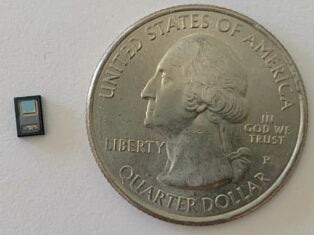 UNITED STATES OF AMERICA
LIBERTY
IN
GOD WE
TRUST
P
QUARTER DOLLAR